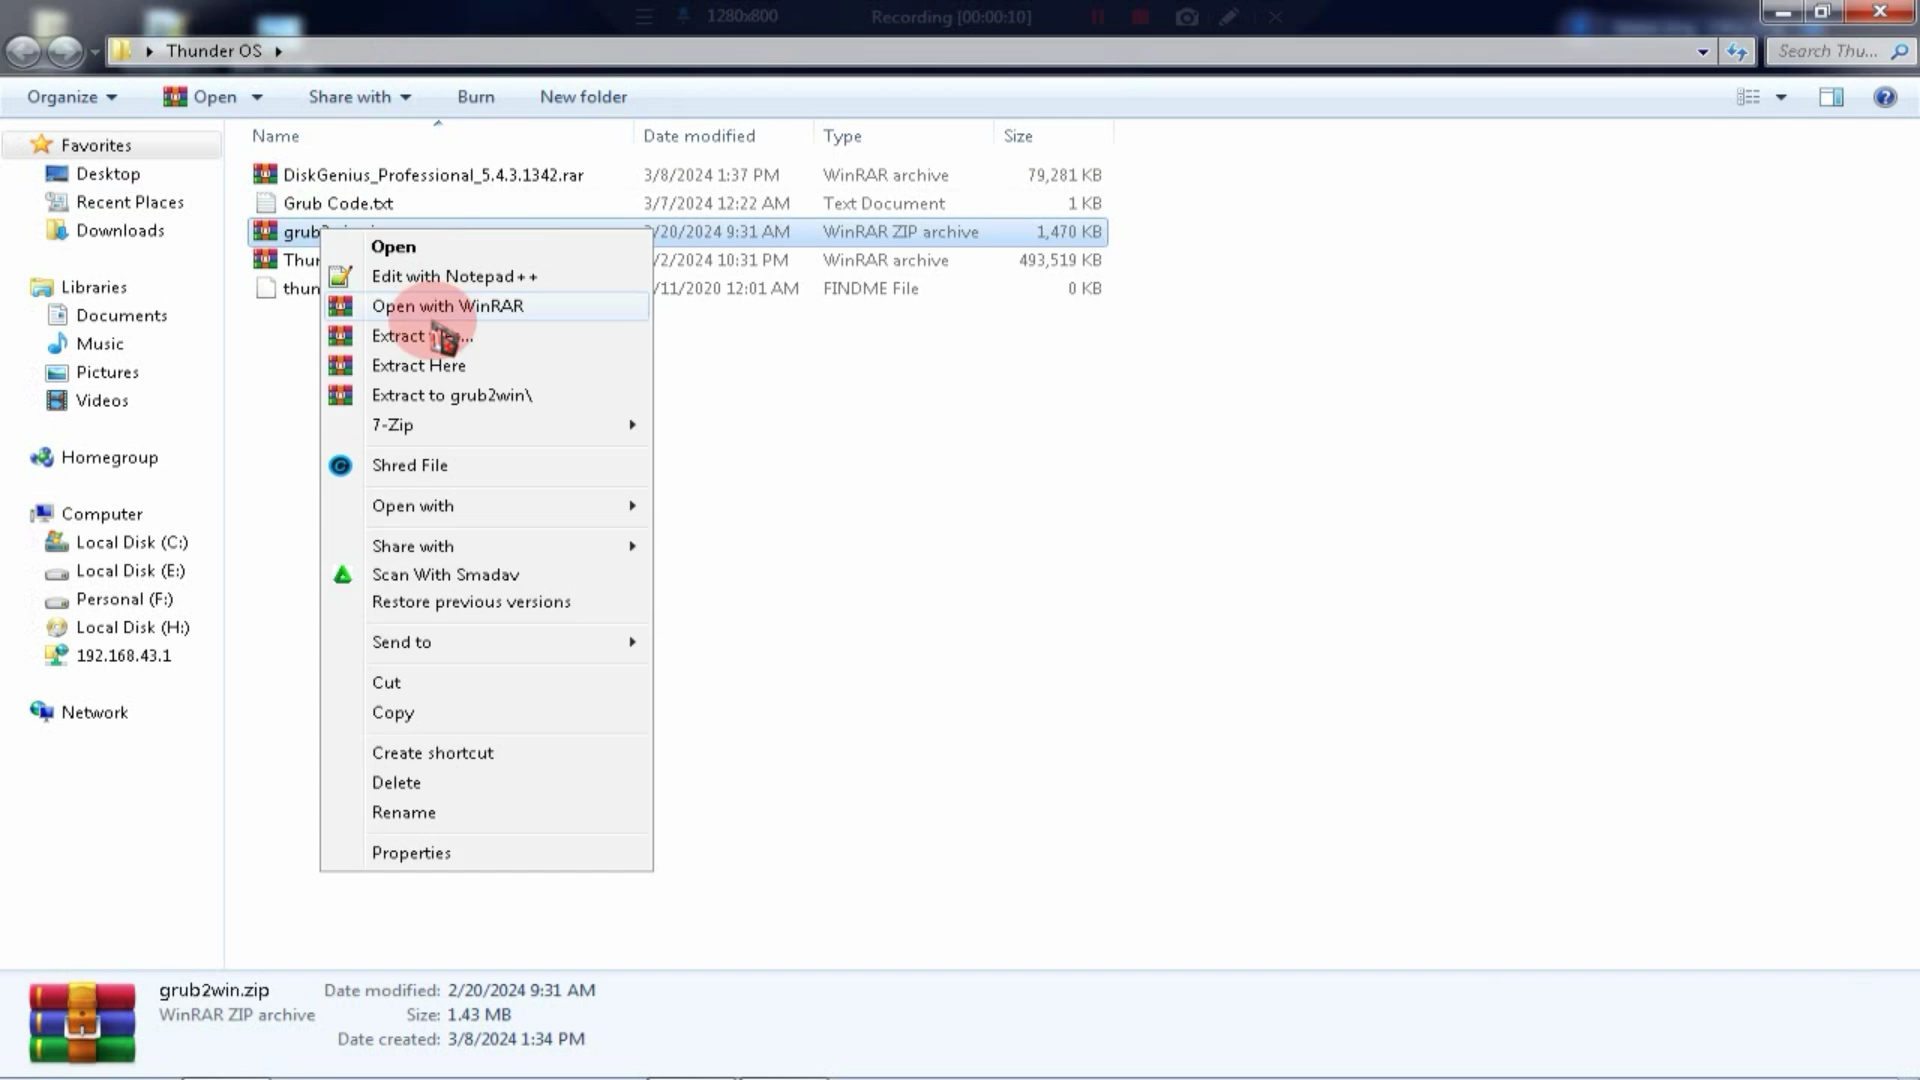 1280x800 Recording [00:00:10]
Thunder OS
Search Thu...
Organize Open Share with Burn New folder
Name Date modified Type Size
Favorites
Desktop
Recent Places
Downloads
Libraries
Documents
Music
Pictures
Videos
Homegroup
Computer
Local Disk (C:)
Local Disk (E:)
Personal (F:)
Local Disk (H:)
192.168.43.1
Network
DiskGenius_Professional_5.4.3.1342.rar 3/8/2024 1:37 PM WinRAR archive 79,281 KB
Grub Code.txt 3/7/2024 12:22 AM Text Document 1 KB
grub /20/2024 9:31 AM WinRAR ZIP archive 1,470 KB
Thun /2/2024 10:31 PM WinRAR archive 493,519 KB
thun /11/2020 12:01 AM FINDME File 0 KB
Open
Edit with Notepad++
Open with WinRAR
Extract
Extract Here
Extract to grub2win\
7-Zip
Shred File
Open with
Share with
Scan With Smadav
Restore previous versions
Send to
Cut
Copy
Create shortcut
Delete
Rename
Properties
grub2win.zip Date modified: 2/20/2024 9:31 AM
WinRAR ZIP archive Size: 1.43 MB
Date created: 3/8/2024 1:34 PM